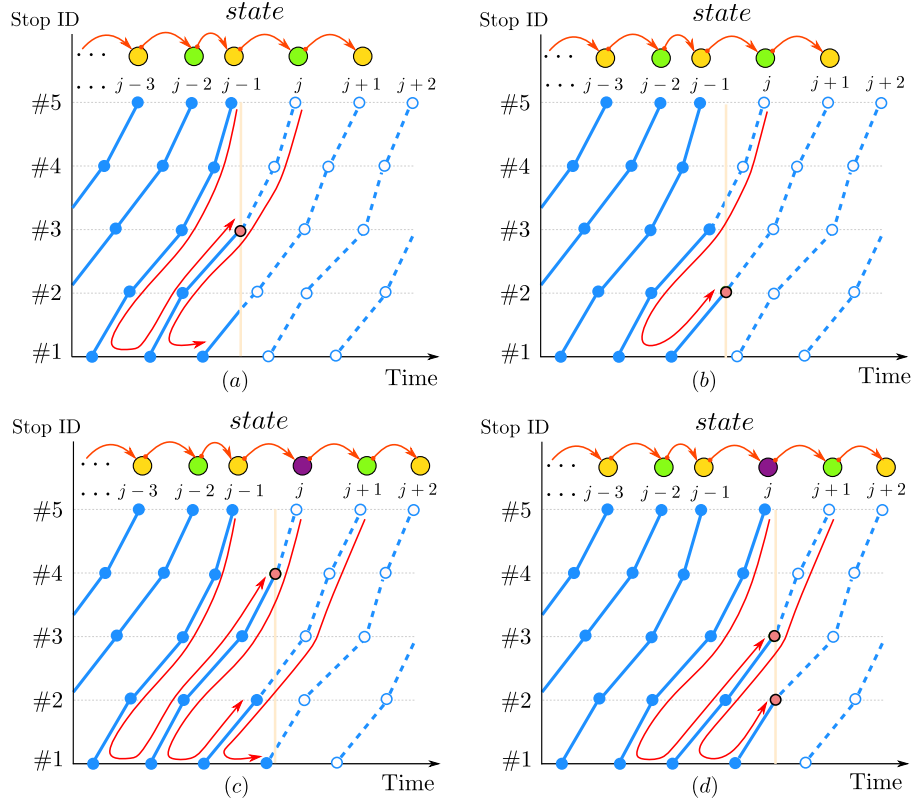 Stop ID
state
. . .
. . . j − 3 j − 2 j − 1 j j + 1 j + 2
#5
#4
#3
#2
#1
Time
(a)
Stop ID
state
. . .
. . . j − 3 j − 2 j − 1 j j + 1 j + 2
#5
#4
#3
#2
#1
Time
(b)
Stop ID
state
. . .
. . . j − 3 j − 2 j − 1 j j + 1 j + 2
#5
#4
#3
#2
#1
Time
(c)
Stop ID
state
. . .
. . . j − 3 j − 2 j − 1 j j + 1 j + 2
#5
#4
#3
#2
#1
Time
(d)